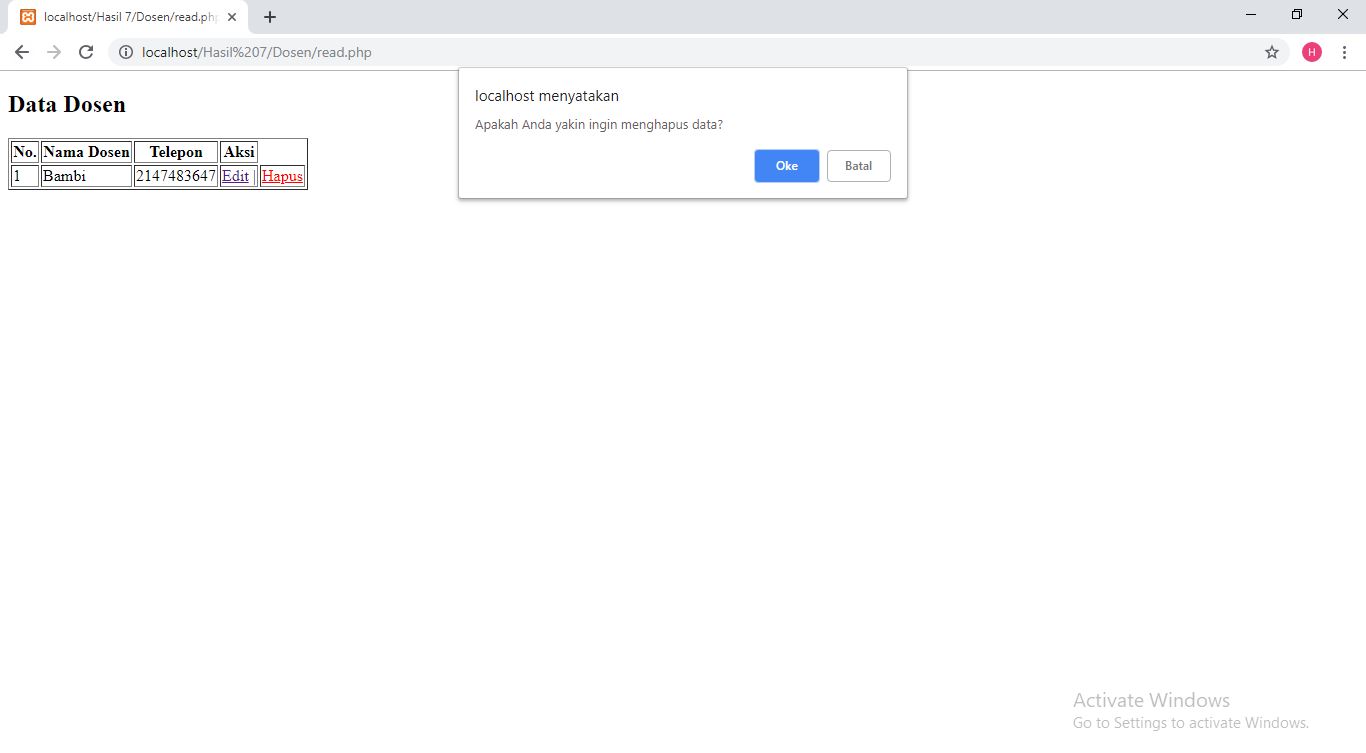 localhost/Hasil 7/Dosen/read.php
localhost/Hasil%207/Dosen/read.php
H
localhost menyatakan
Apakah Anda yakin ingin menghapus data?
Oke Batal
Data Dosen
No. Nama Dosen Telepon Aksi
1 Bambi 2147483647 Edit | Hapus
Activate Windows
Go to Settings to activate Windows.